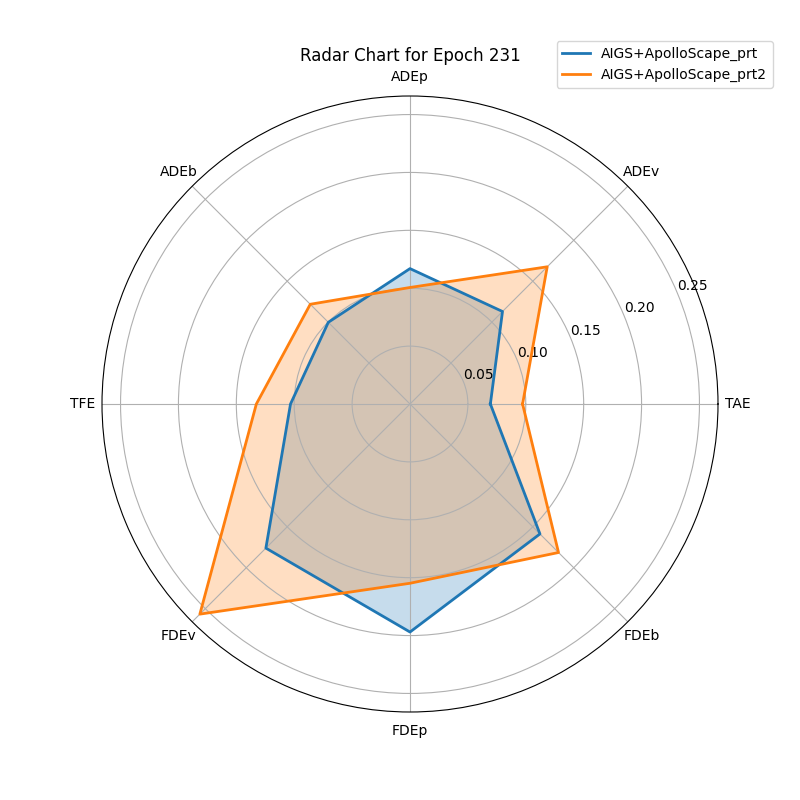 Radar Chart for Epoch 231
AIGS+ApolloScape_prt
AIGS+ApolloScape_prt2
ADEp
ADEb
ADEv
0.25
0.20
0.15
0.10
0.05
TFE
TAE
FDEv
FDEb
FDEp